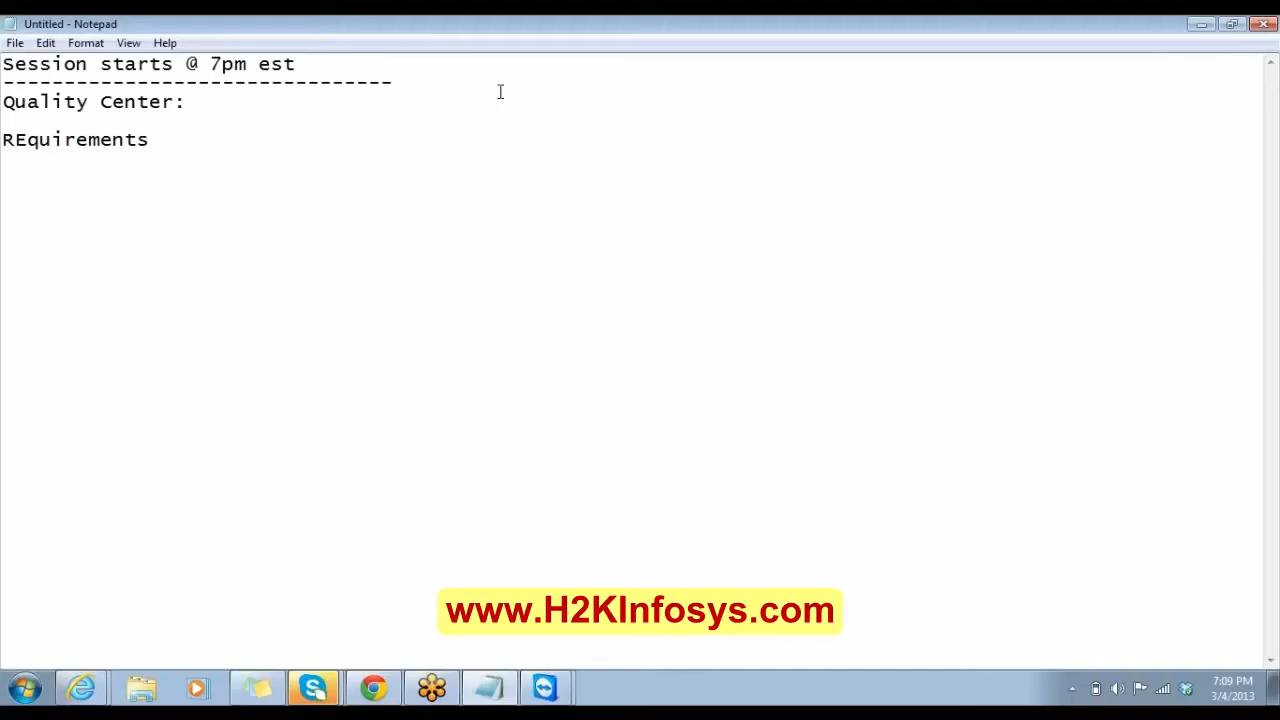 Untitled - Notepad
File Edit Format View Help
Session starts @ 7pm est
--------------------------------
Quality Center:
REquirements
www.H2KInfosys.com
7:09 PM
3/4/2013